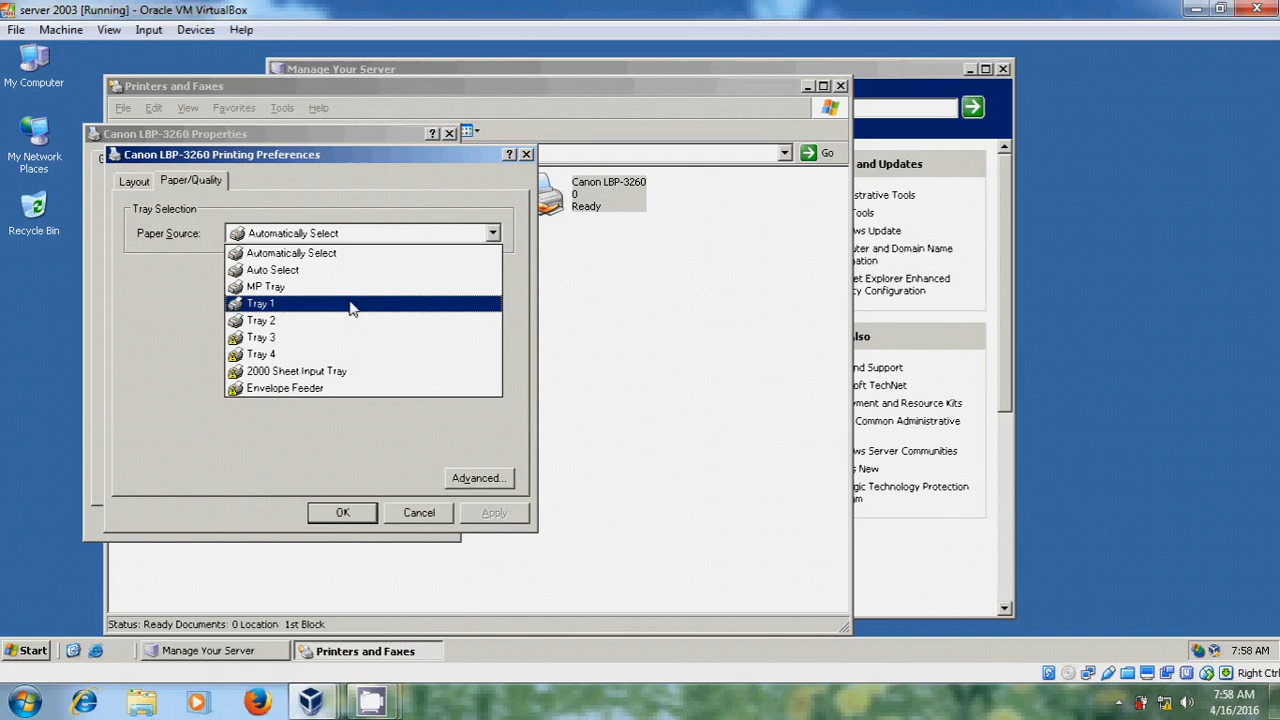 server 2003 [Running] - Oracle VM VirtualBox
File Machine View Input Devices Help
My Computer
My Network
Places
Recycle Bin
Manage Your Server
Printers and Faxes
File Edit View Favorites Tools Help
Go
Canon LBP-3260 Properties
Canon LBP-3260 Printing Preferences
Layout Paper/Quality
Tray Selection
Paper Source: Automatically Select
Automatically Select
Auto Select
MP Tray
Tray 1
Tray 2
Tray 3
Tray 4
2000 Sheet Input Tray
Envelope Feeder
Advanced...
OK Cancel Apply
Canon LBP-3260
0
Ready
and Updates
strative Tools
Tools
ws Update
uter and Domain Name
ation
et Explorer Enhanced
y Configuration
lso
nd Support
oft TechNet
yment and Resource Kits
Common Administrative
ws Server Communities
s New
gic Technology Protection
am
Status: Ready Documents: 0 Location: 1st Block
Start Manage Your Server Printers and Faxes 7:58 AM
Right Ctrl
7:58 AM
4/16/2016